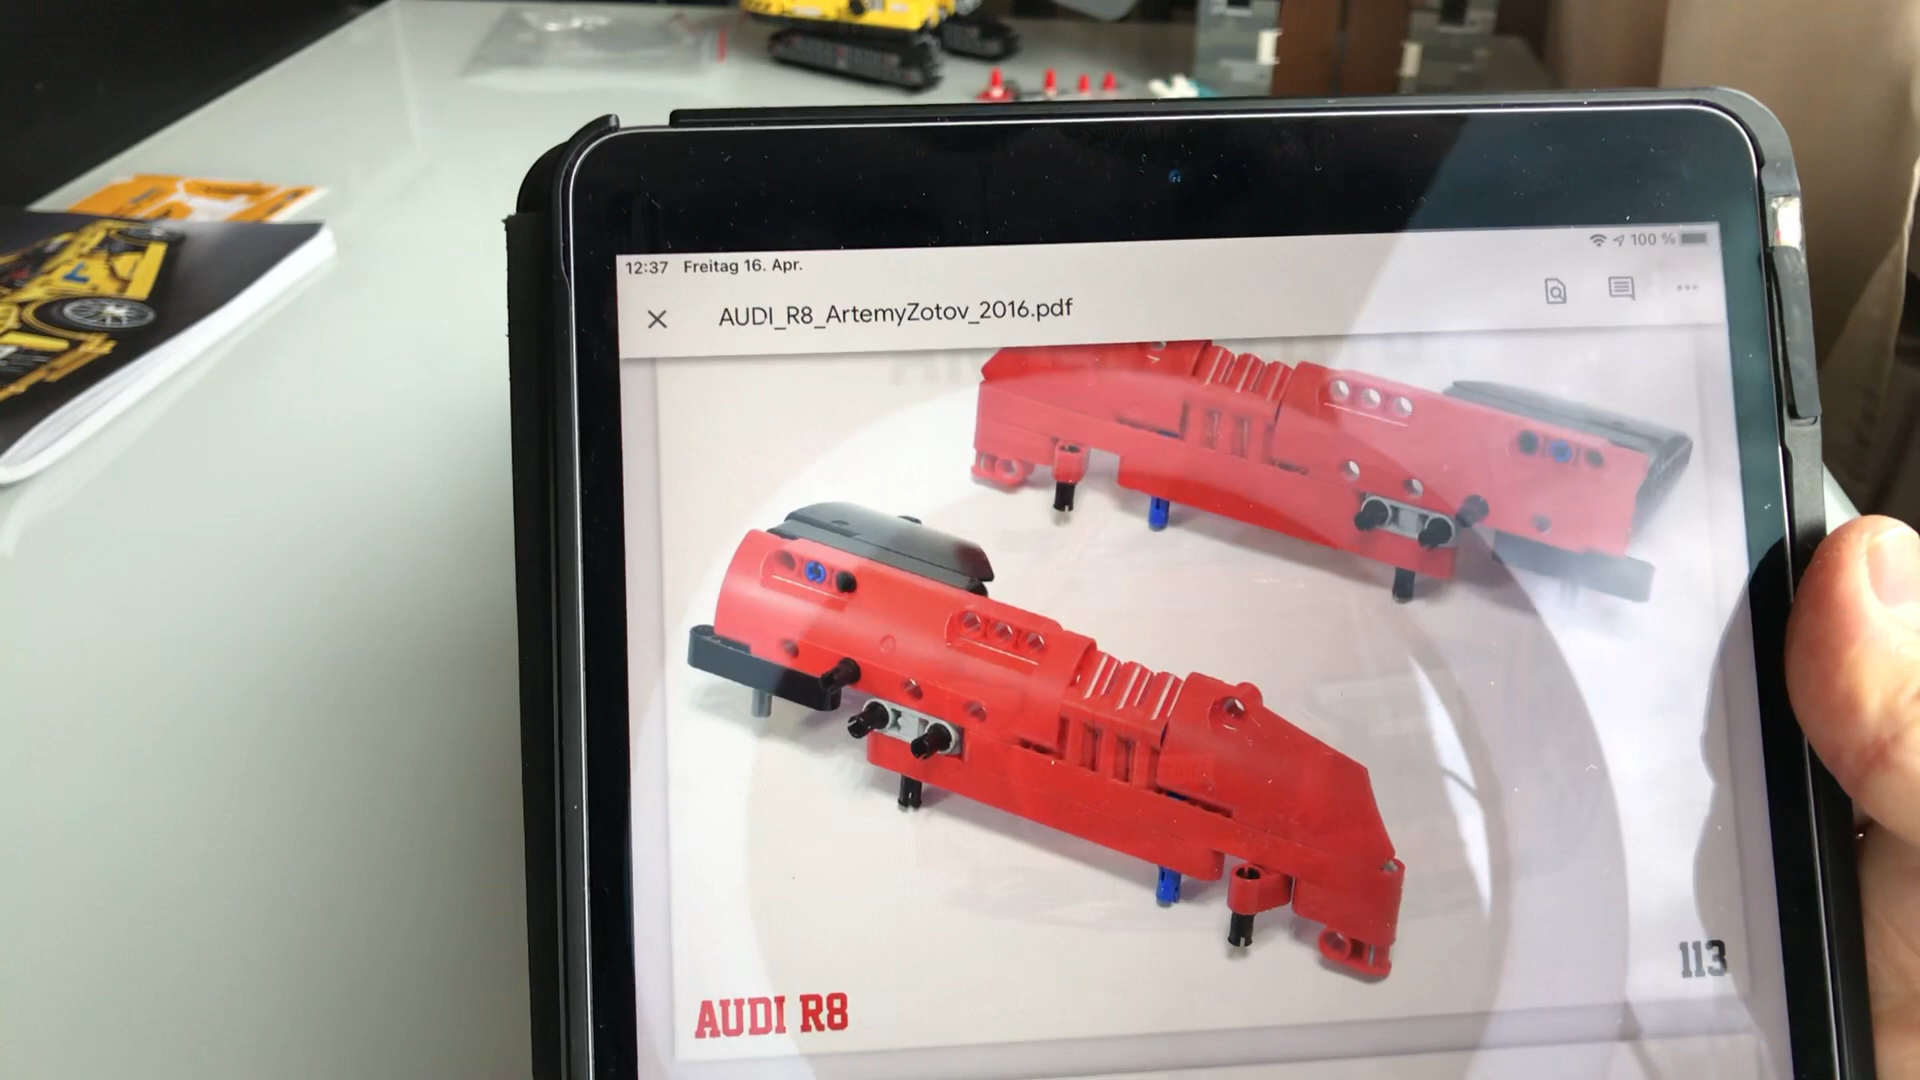 12:37 Freitag 16. Apr.
100 %
AUDI_R8_ArtemyZotov_2016.pdf
113
AUDI R8